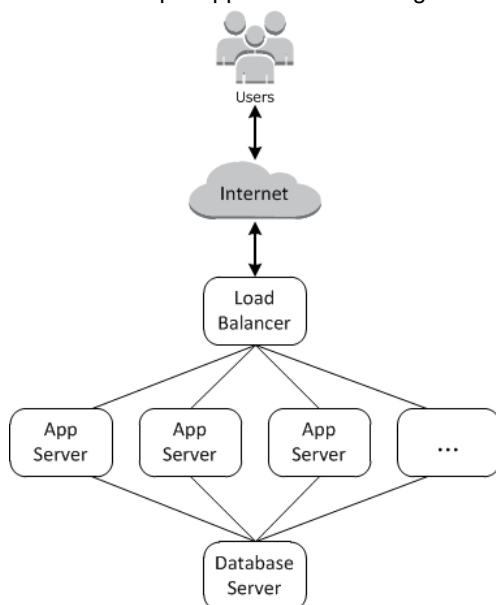 Users
Internet
Load
Balancer
App
Server
App
Server
App
Server
...
Database
Server